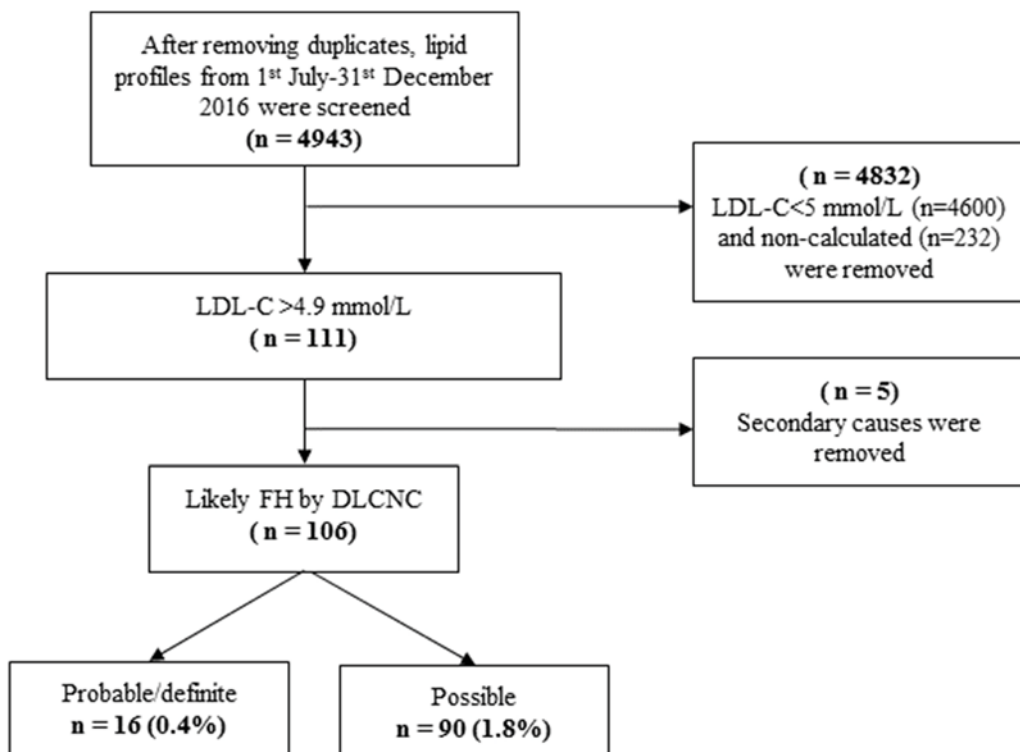 After removing duplicates, lipid
profiles from 1st July-31st December
2016 were screened
(n = 4943)
( n = 4832)
LDL-C<5 mmol/L (n=4600)
and non-calculated (n=232)
were removed
LDL-C >4.9 mmol/L
( n = 111)
( n = 5)
Secondary causes were
removed
Likely FH by DLCNC
( n = 106)
Probable/definite
n = 16 (0.4%)
Possible
n = 90 (1.8%)